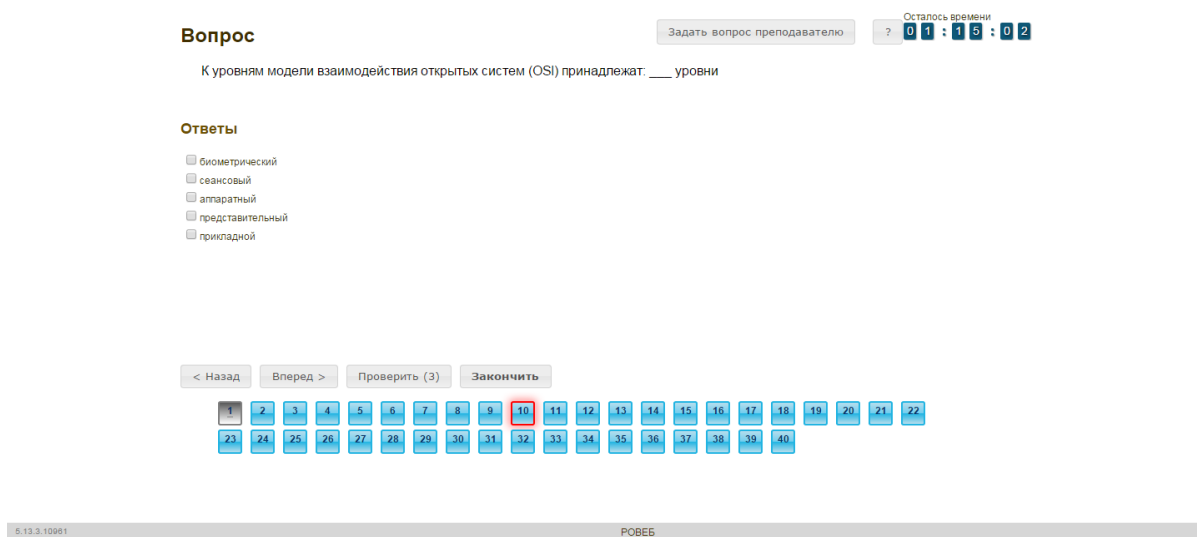 Вопрос
Задать вопрос преподавателю
?
Осталось времени
01:15:02
К уровням модели взаимодействия открытых систем (OSI) принадлежат: ___ уровни
Ответы
биометрический
сеансовый
аппаратный
представительный
прикладной
< Назад
Вперед >
Проверить (3)
Закончить
1 2 3 4 5 6 7 8 9 10 11 12 13 14 15 16 17 18 19 20 21 22
23 24 25 26 27 28 29 30 31 32 33 34 35 36 37 38 39 40
5.13.3.10961
РОВЕБ